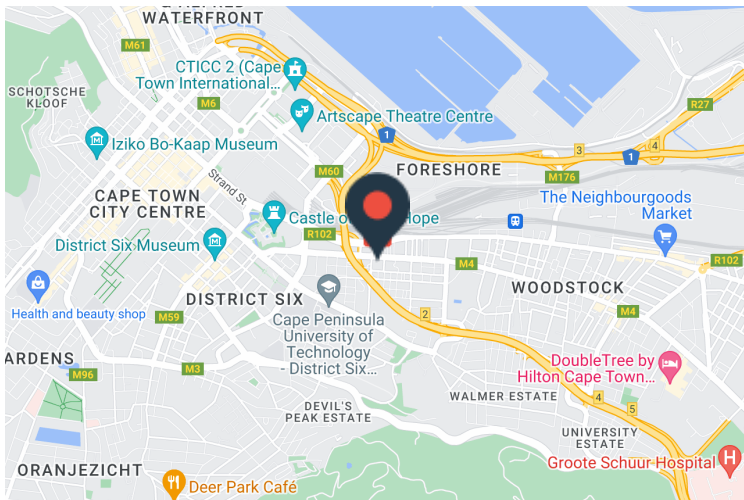 WATERFRONT
M61
CTICC 2 (Cape
Town International...
SCHOTSCHE
KLOOF
M6
R27
Artscape Theatre Centre
1
4
3
1
Iziko Bo-Kaap Museum
M60
FORESHORE
M176
Strand St
CAPE TOWN
CITY CENTRE
The Neighbourgoods
Market
Castle o
ope
R102
District Six Museum
M4
R102
Health and beauty shop
DISTRICT SIX
WOODSTOCK
M59
2
M4
Cape Peninsula
University of
Technology
District Six...
ARDENS
M3
M96
DoubleTree by
Hilton Cape Town...
4
5
WALMER ESTATE
DEVIL'S
PEAK ESTATE
UNIVERSITY
ESTATE
ORANJEZICHT
Groote Schuur Hospital
H
Deer Park Café